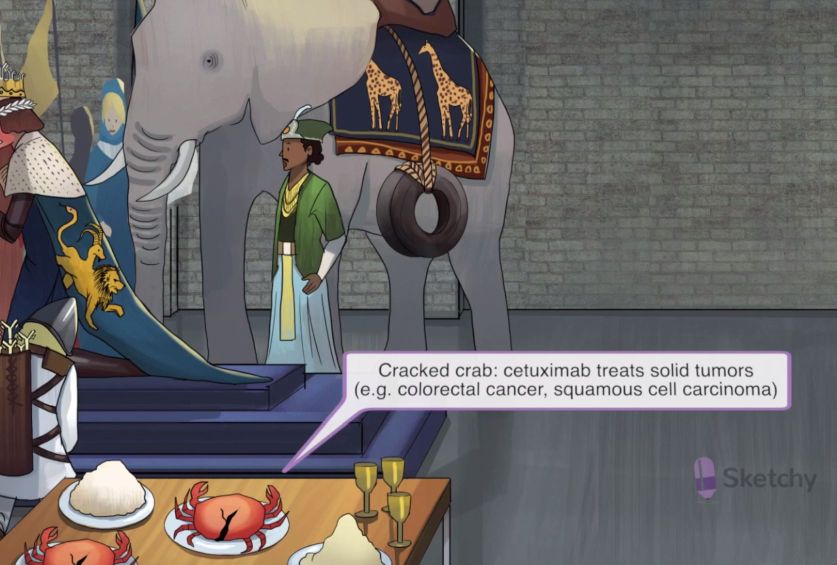 Cracked crab: cetuximab treats solid tumors
(e.g. colorectal cancer, squamous cell carcinoma)
Sketchy